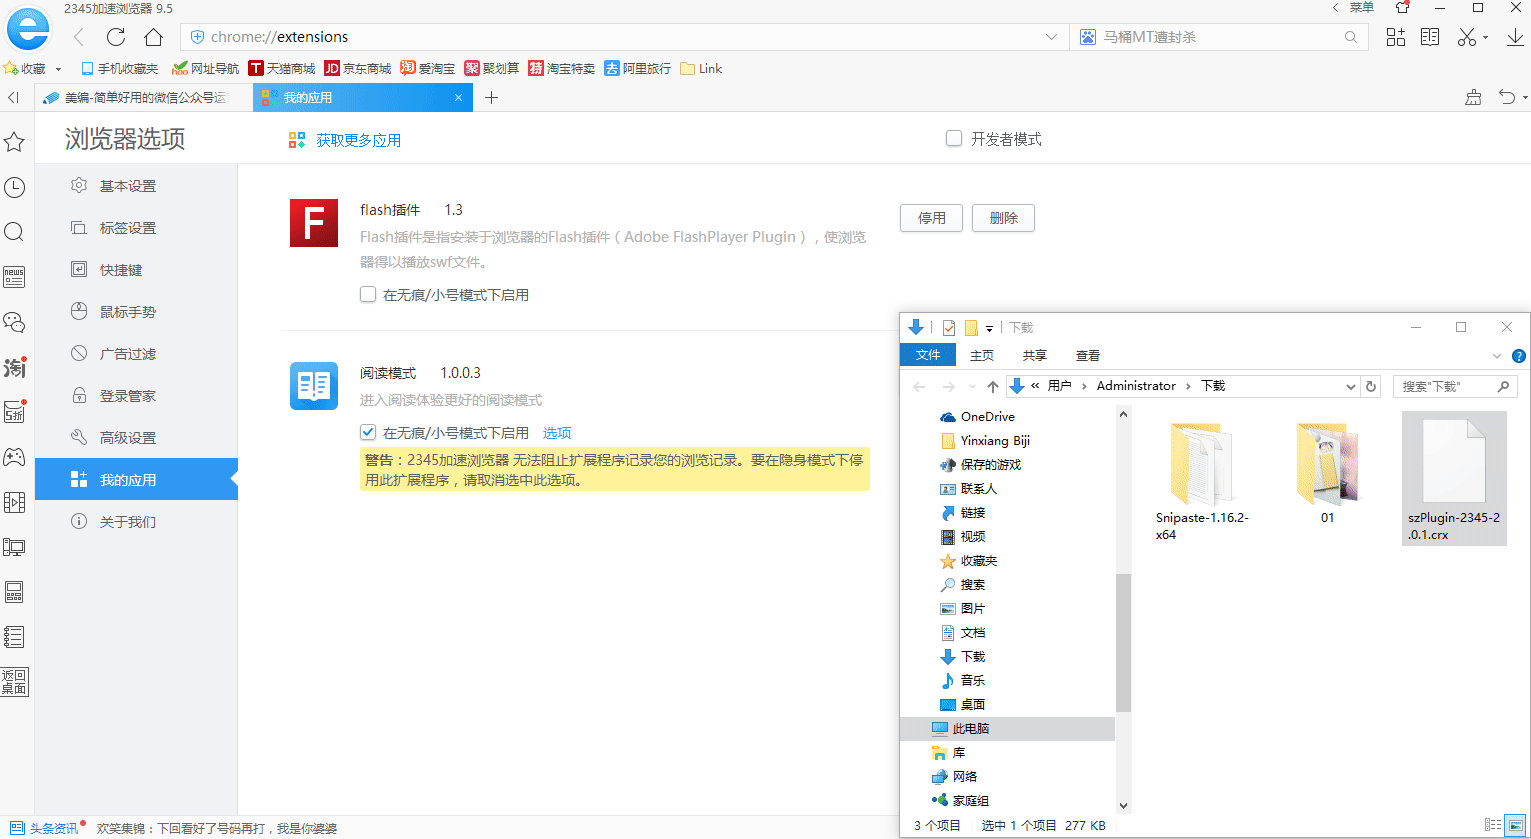 2345加速浏览器 9.5
菜单
chrome://extensions
马桶MT遭封杀
收藏 手机收藏夹 hao 网址导航 T 天猫商城 JD 京东商城 淘 爱淘宝 聚 聚划算 特 淘宝特卖 去 阿里旅行 Link
美编-简单好用的微信公众号运
我的应用
浏览器选项
获取更多应用
开发者模式
基本设置
标签设置
快捷键
鼠标手势
广告过滤
登录管家
高级设置
我的应用
关于我们
news
淘
5折
返回
桌面
F
flash插件 1.3
Flash插件是指安装于浏览器的Flash插件（Adobe FlashPlayer Plugin），使浏览
器得以播放swf文件。
在无痕/小号模式下启用
停用
删除
阅读模式 1.0.0.3
进入阅读体验更好的阅读模式
在无痕/小号模式下启用 选项
警告：2345加速浏览器 无法阻止扩展程序记录您的浏览记录。要在隐身模式下停
用此扩展程序，请取消选中此选项。
下载
文件 主页 共享 查看
« 用户 › Administrator › 下载
搜索"下载"
OneDrive
Yinxiang Biji
保存的游戏
联系人
链接
视频
收藏夹
搜索
图片
文档
下载
音乐
桌面
此电脑
库
网络
家庭组
Snipaste-1.16.2-
x64
01
szPlugin-2345-2
.0.1.crx
3 个项目 选中 1 个项目 277 KB
头条资讯 欢笑集锦：下回看好了号码再打，我是你婆婆